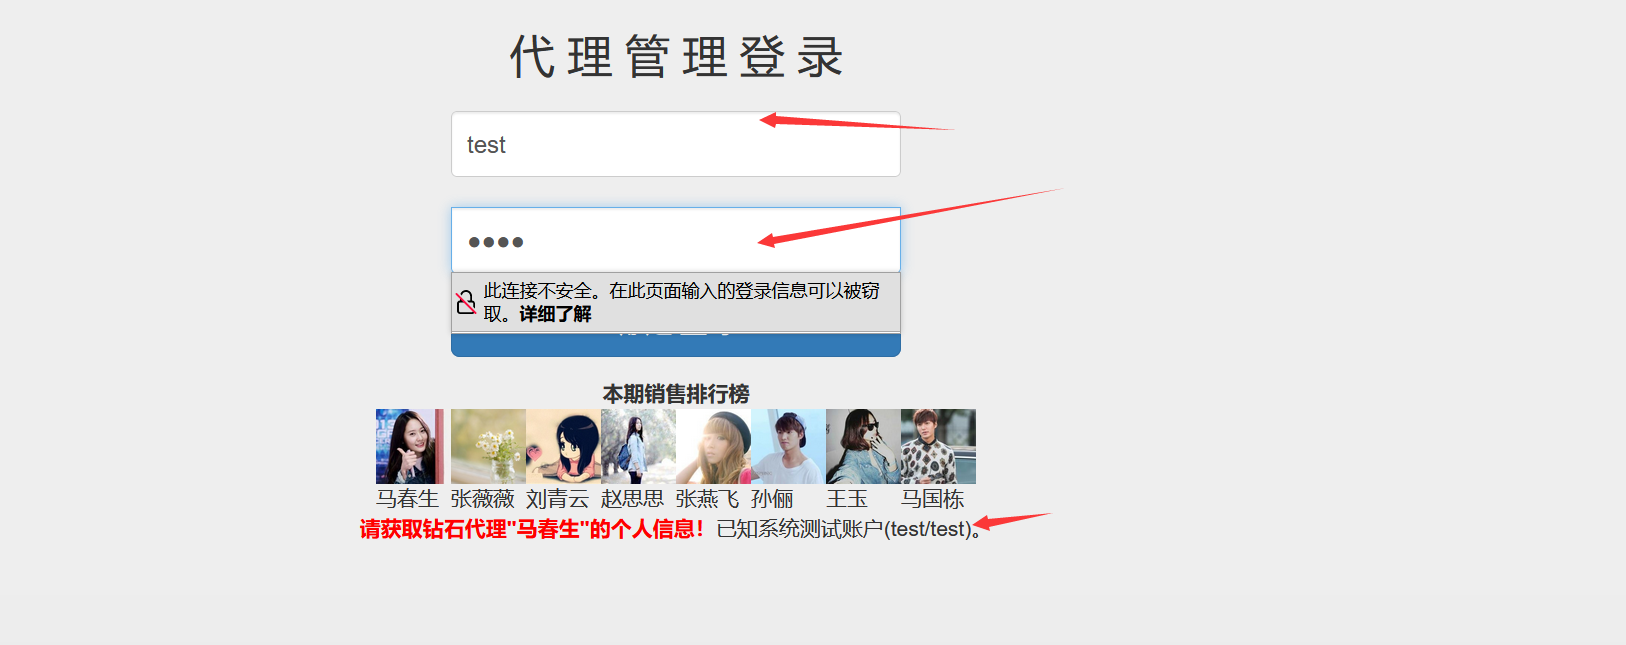 代理管理登录
test
此连接不安全。在此页面输入的登录信息可以被窃
取。详细了解
本期销售排行榜
马春生 张薇薇 刘青云 赵思思 张燕飞 孙俪 王玉 马国栋
请获取钻石代理"马春生"的个人信息！已知系统测试账户(test/test)。